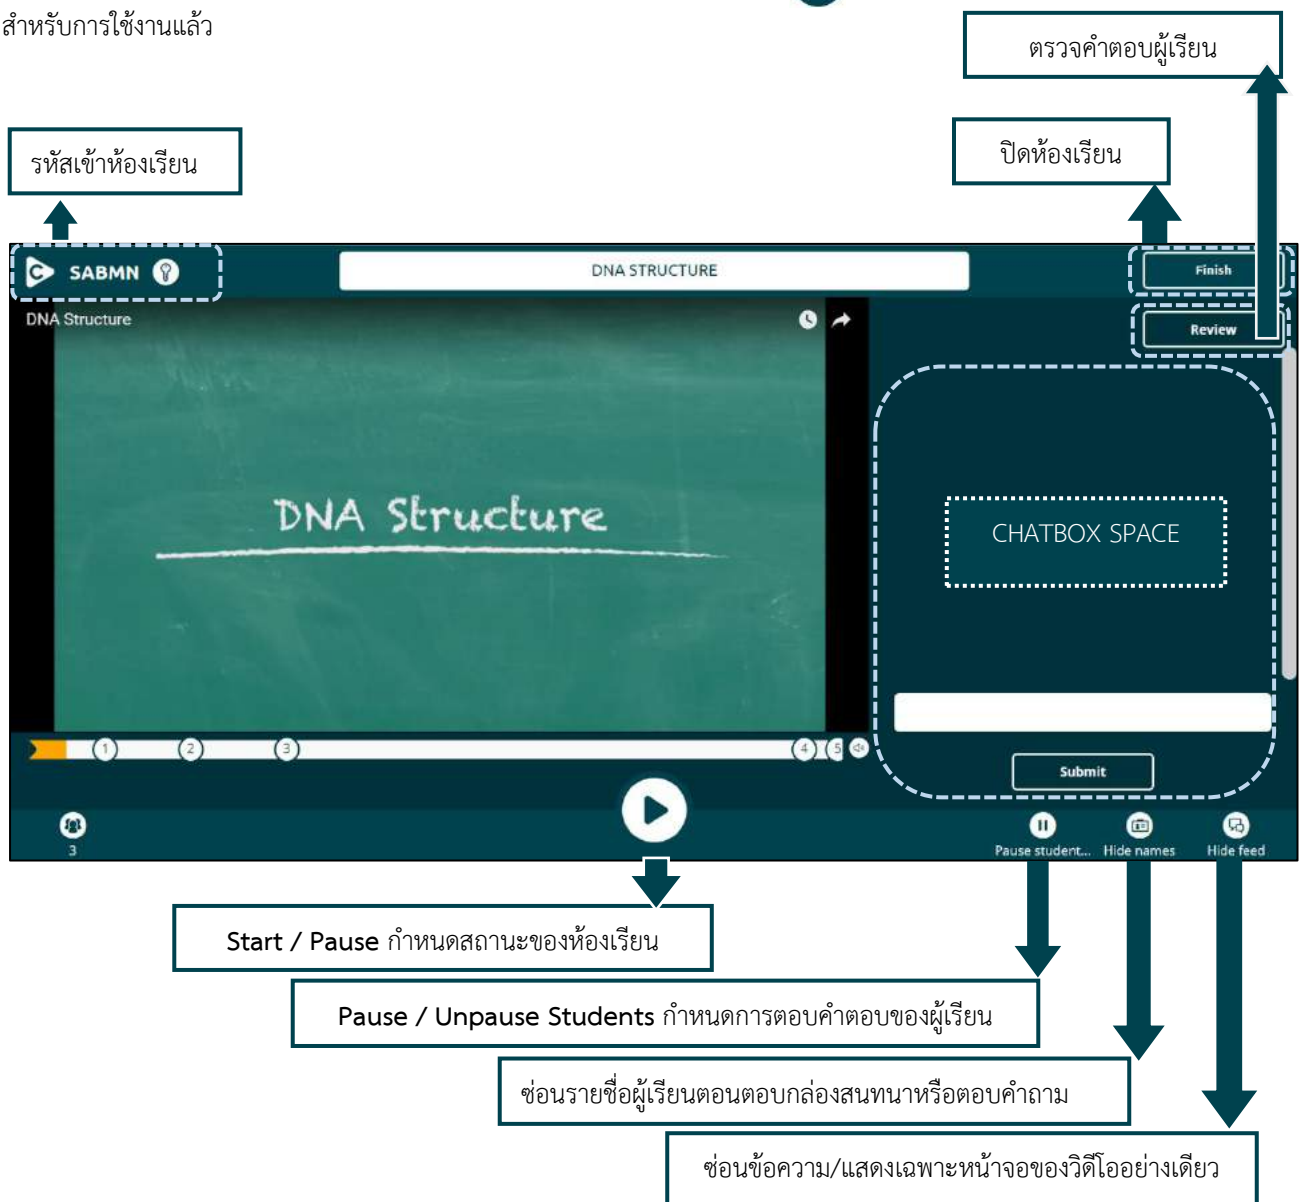 สำหรับการใช้งานแล้ว
ตรวจคำตอบผู้เรียน
ปิดห้องเรียน
รหัสเข้าห้องเรียน
SABMN
DNA STRUCTURE
Finish
DNA Structure
Review
DNA Structure
CHATBOX SPACE
1 2 3 4 5
Submit
3
Pause student... Hide names Hide feed
Start / Pause กำหนดสถานะของห้องเรียน
Pause / Unpause Students กำหนดการตอบคำตอบของผู้เรียน
ซ่อนรายชื่อผู้เรียนตอนตอบกล่องสนทนาหรือตอบคำถาม
ซ่อนข้อความ/แสดงเฉพาะหน้าจอของวิดีโออย่างเดียว